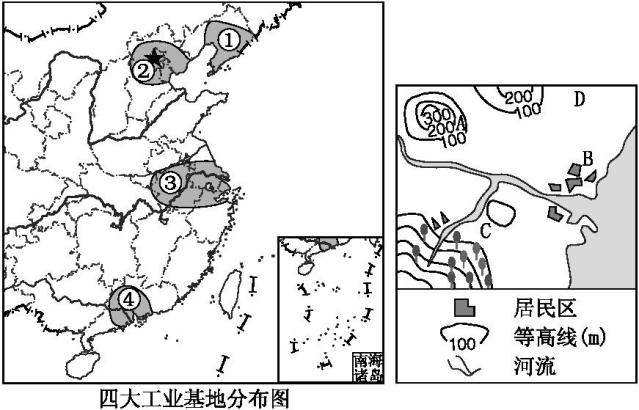 ①
②
③
④
南海
诸岛
四大工业基地分布图
300
200
A
100
200
100
D
B
C
居民区
100
等高线(m)
河流